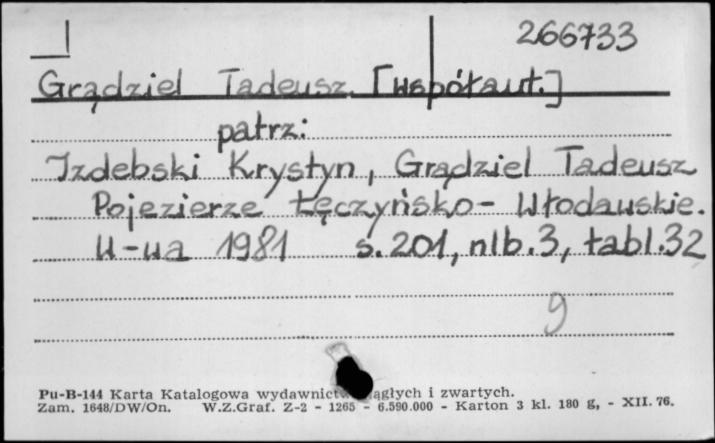 266733
Grądziel Tadeusz. [współaut.]
patrz:
Izdebski Krystyn, Grądziel Tadeusz
Pojezierze Łęczyńsko-Włodawskie.
W-wa 1981 s.201, nlb.3, tabl.32
9
Pu-B-144 Karta Katalogowa wydawnictw ciągłych i zwartych.
Zam. 1648/DW/On. W.Z.Graf. Z-2 - 1265 - 6.590.000 - Karton 3 kl. 180 g, - XII. 76.